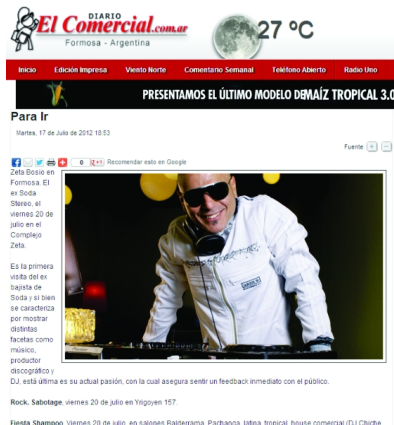 DIARIO
El Comercial.com.ar
Formosa - Argentina
27 ºC
Inicio Edición Impresa Viento Norte Comentario Semanal Teléfono Abierto Radio Uno
PRESENTAMOS EL ÚLTIMO MODELO DE MAÍZ TROPICAL 3.0
Para Ir
Martes, 17 de Julio de 2012 18:53
Fuente + -
0 +1 Recomendar esto en Google
Zeta Bosio en
Formosa. El
ex Soda
Stereo, el
viernes 20 de
julio en el
Complejo
Zeta.
Es la primera
visita del ex
bajista de
Soda y si bien
se caracteriza
por mostrar
distintas
facetas como
músico,
productor
discográfico y
DJ, está última es su actual pasión, con la cual asegura sentir un feedback inmediato con el público.
Rock. Sabotage, viernes 20 de julio en Yrigoyen 157.
Fiesta Shampoo. Viernes 20 de julio, en salones Balderrama. Pachanga, latina, tropical, house comercial (DJ Chiche